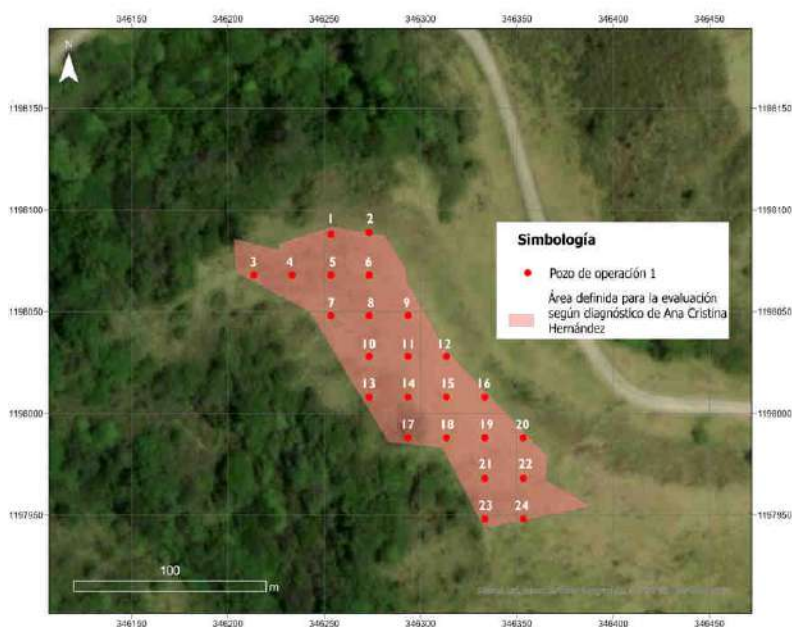 346150 346200 346250 346300 346350 346400 346450
N
1198150 1198150
1198100 1198100
1 2
3 4 5 6
Simbología
Pozo de operación 1
Área definida para la evaluación
según diagnóstico de Ana Cristina
Hernández
1198050 1198050
7 8 9
10 11 12
13 14 15 16
1198000 1198000
17 18 19 20
21 22
23 24
1197950 1197950
100
m
346150 346200 346250 346300 346350 346400 346450